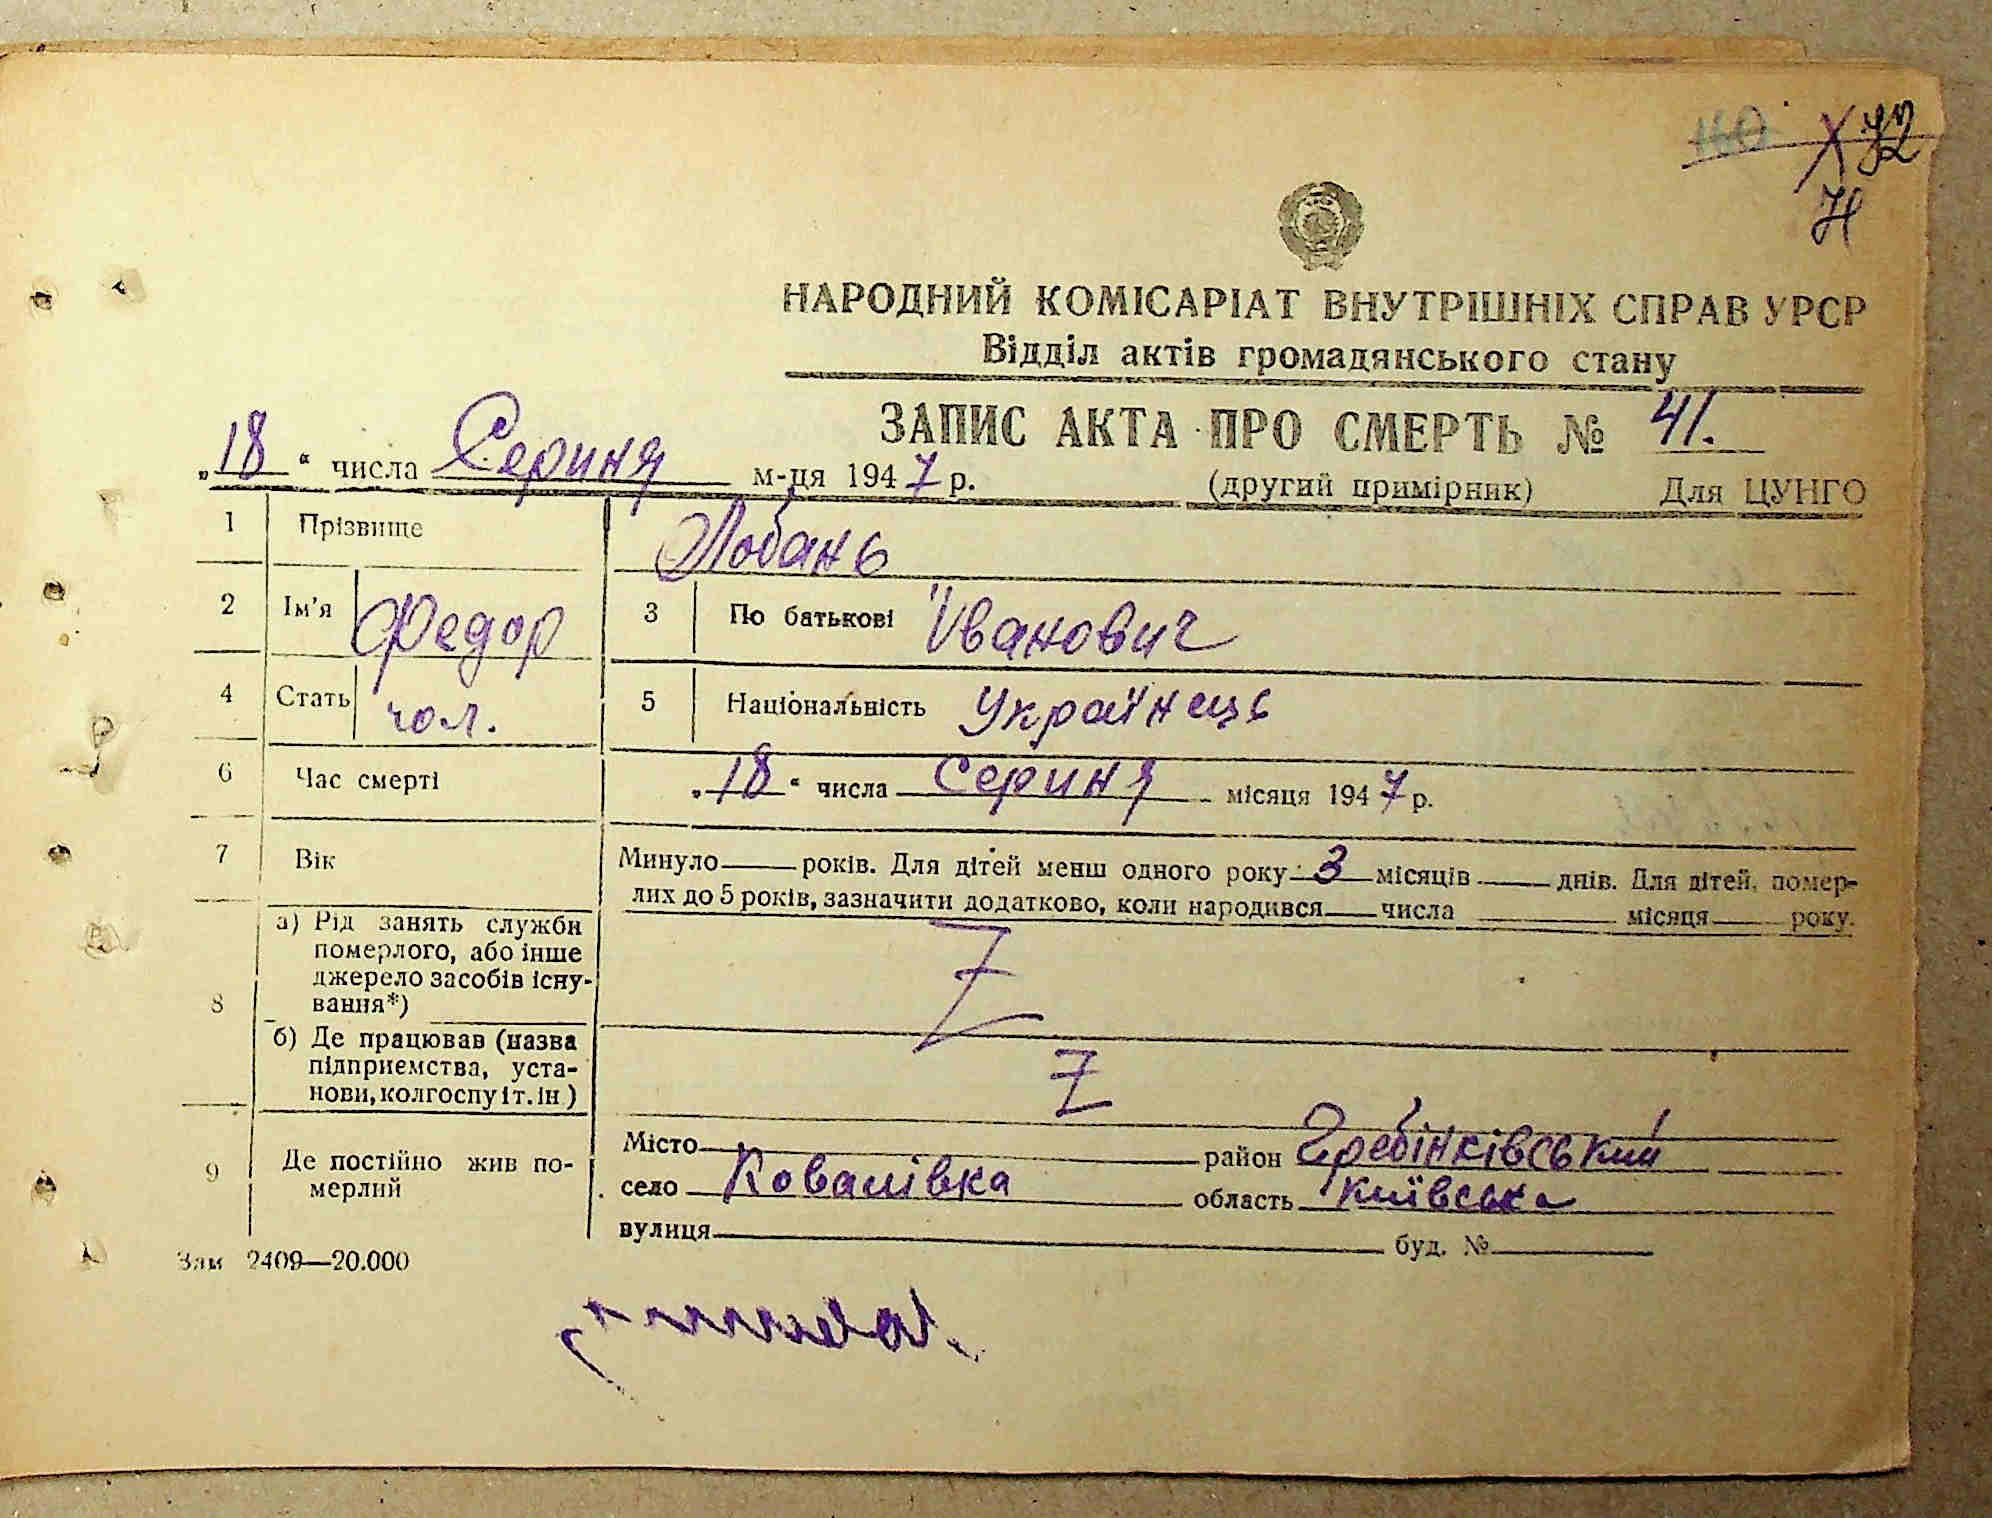 НАРОДНИЙ КОМІСАРІАТ ВНУТРІШНІХ СПРАВ УРСР
Відділ актів громадянського стану
ЗАПИС АКТА ПРО СМЕРТЬ № 41.
„18“ числа Серпня м-ця 1947 р. (другий примірник) Для ЦУНГО
1 Прізвище Лобань
2 Ім'я Федор 3 По батькові Іванович
4 Стать чол. 5 Національність Українець
6 Час смерті „18“ числа серпня місяця 1947 р.
7 Вік Минуло років. Для дітей менш одного року 3 місяців днів. Для дітей, помер-
лих до 5 років, зазначити додатково, коли народився числа місяця року.
8 а) Рід занять служби
померлого, або інше
джерело засобів існу-
вання*)
б) Де працював (назва
підприємства, уста-
нови, колгоспу і т. ін)
9 Де постійно жив по-
мерлий
Місто район Гребінківський
село Ковалівка область Київська
вулиця буд. №
Зам 2409—20.000